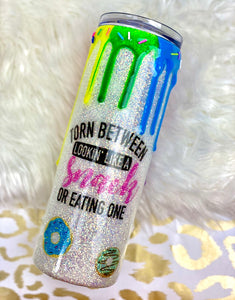 TORN BETWEEN
LOOKIN' LIKE A
Snack
OR EATING ONE